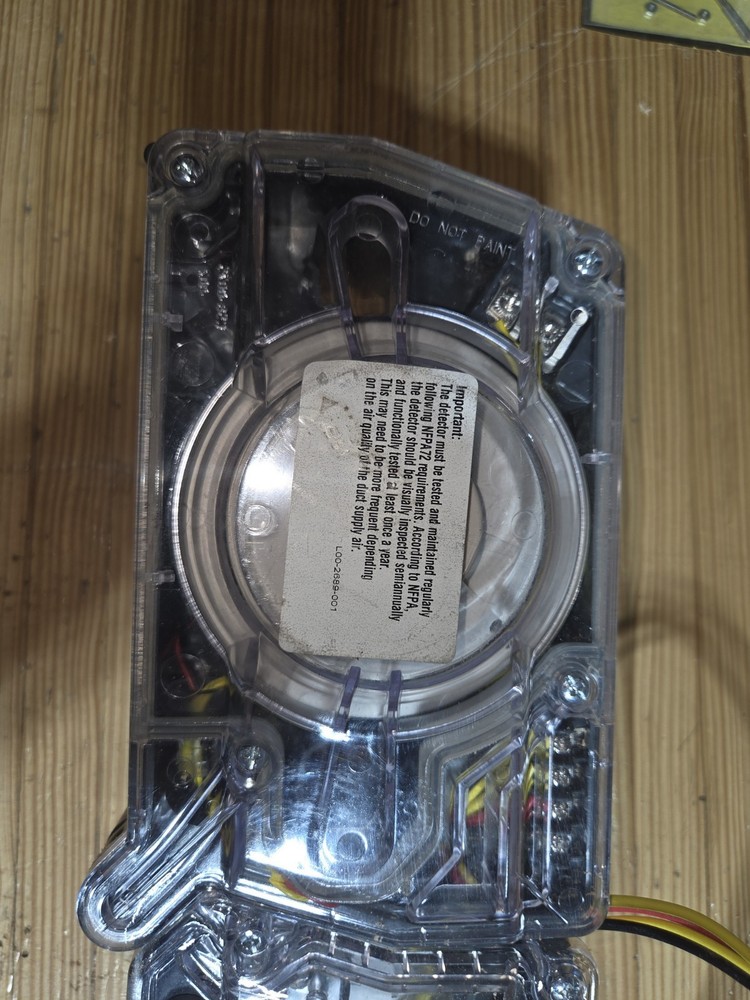 DO NOT PAINT
Important:
The detector must be tested and maintained regularly
following NFPA72 requirements. According to NFPA,
the detector should be visually inspected semiannually
and functionally tested at least once a year.
This may need to be more frequent depending
on the air quality of the duct supply air.
L00-2689-001